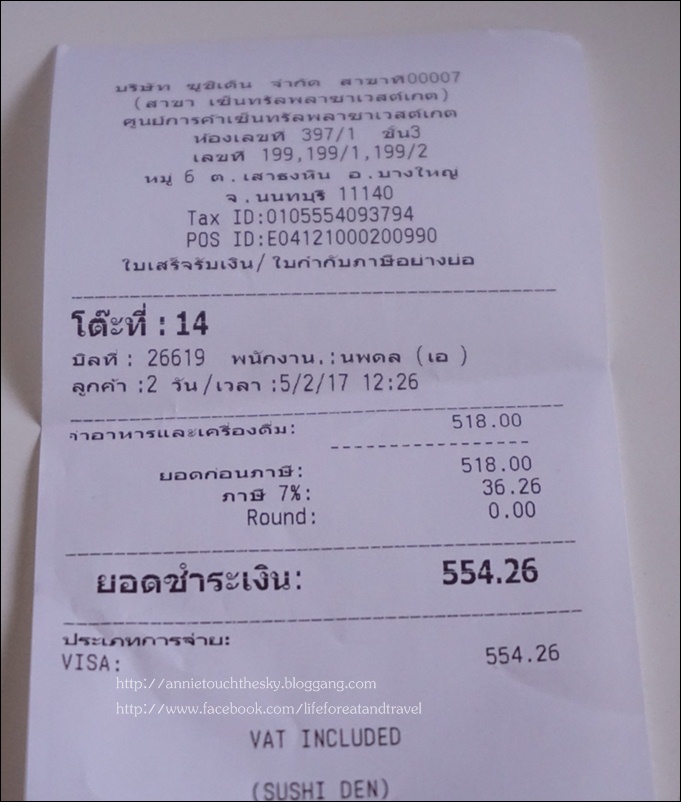 บริษัท ซูชิเด็น จำกัด สาขาที่00007
(สาขา เซ็นทรัลพลาซาเวสต์เกต)
ศูนย์การค้าเซ็นทรัลพลาซาเวสต์เกต
ห้องเลขที่ 397/1 ชั้น3
เลขที่ 199,199/1,199/2
หมู่ 6 ต.เสาธงหิน อ.บางใหญ่
จ.นนทบุรี 11140
Tax ID:0105554093794
POS ID:E04121000200990
ใบเสร็จรับเงิน/ใบกำกับภาษีอย่างย่อ
โต๊ะที่ : 14
บิลที่ : 26619 พนักงาน.:นพดล (เอ )
ลูกค้า :2 วัน/เวลา :5/2/17 12:26
ค่าอาหารและเครื่องดื่ม: 518.00
ยอดก่อนภาษี: 518.00
ภาษี 7%: 36.26
Round: 0.00
ยอดชำระเงิน: 554.26
ประเภทการจ่าย:
VISA: 554.26
http://annietouchthesky.bloggang.com
http://www.facebook.com/lifeforeatandtravel
VAT INCLUDED
(SUSHI DEN)